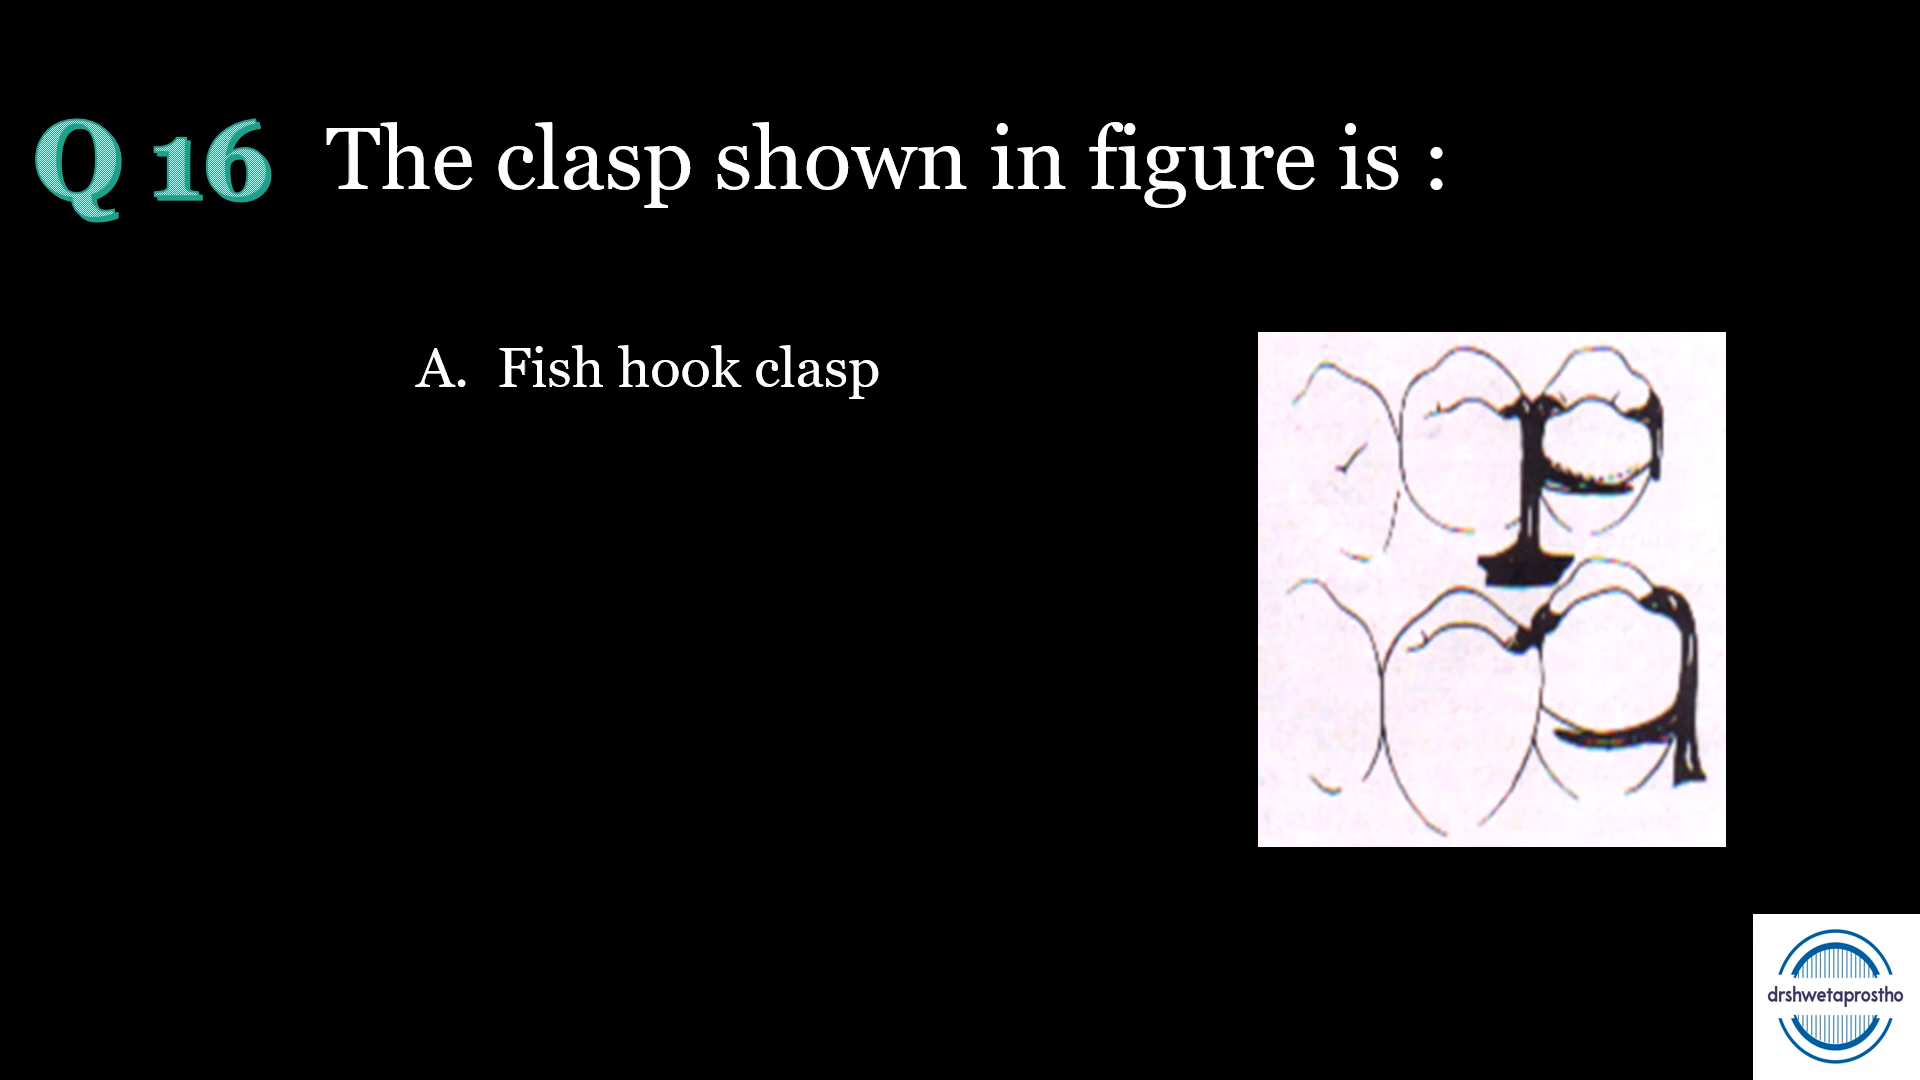 Q 16 The clasp shown in figure is :
A. Fish hook clasp
drshwetaprostho